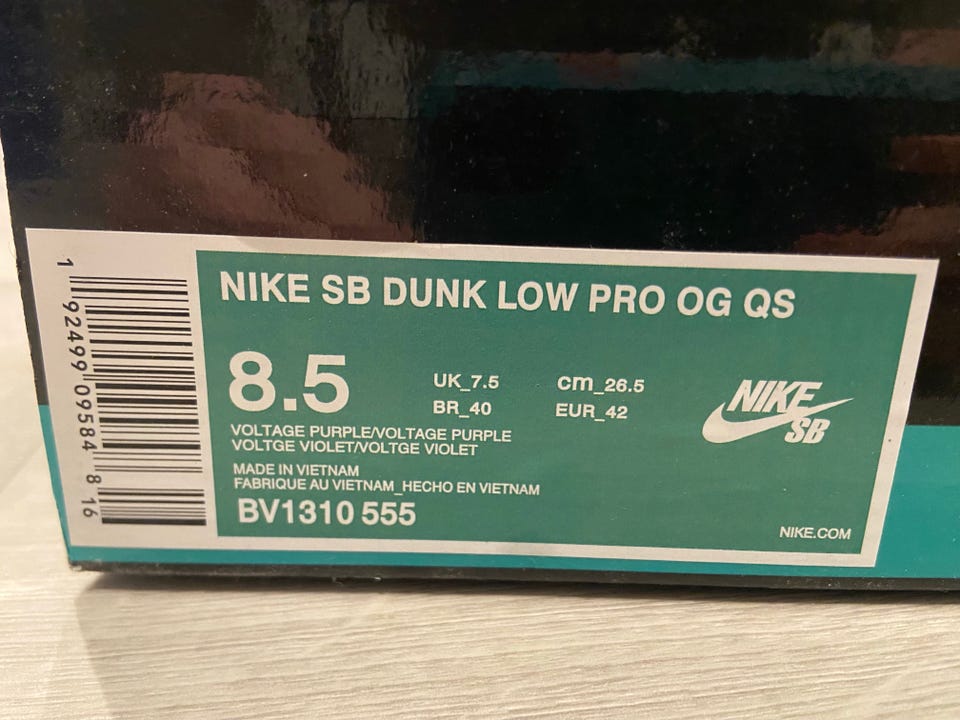 NIKE SB DUNK LOW PRO OG QS
8.5
UK_7.5 cm_26.5
BR_40 EUR_42
VOLTAGE PURPLE/VOLTAGE PURPLE
VOLTGE VIOLET/VOLTGE VIOLET
MADE IN VIETNAM
FABRIQUE AU VIETNAM_HECHO EN VIETNAM
BV1310 555
NIKE
SB
NIKE.COM
1 92499 09584 8 16